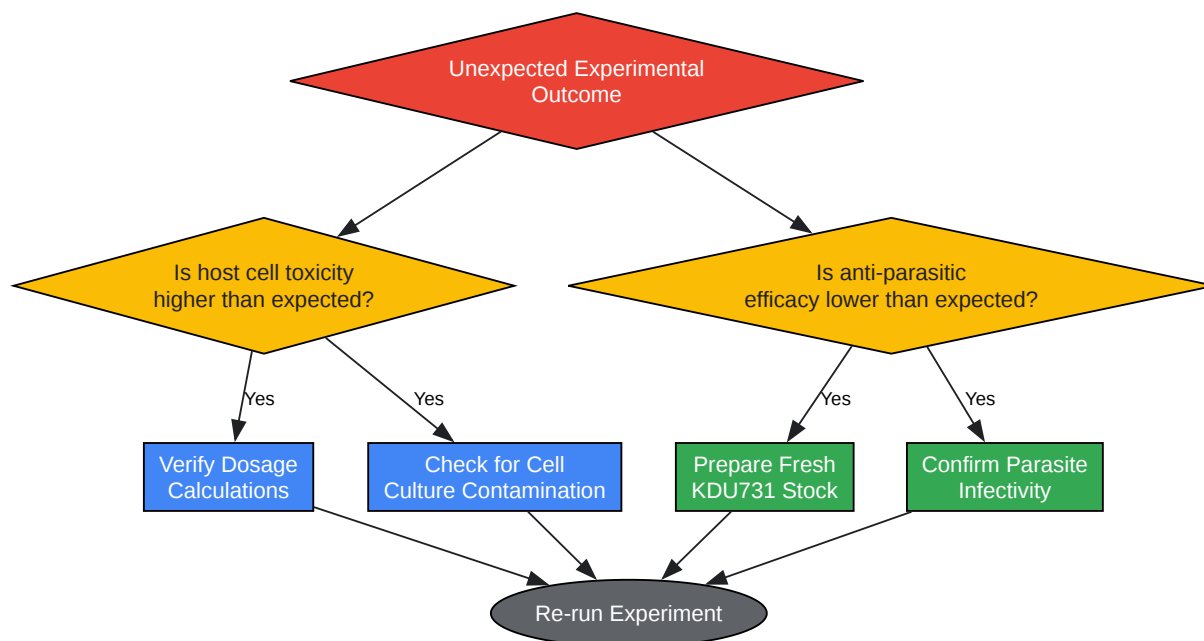 Unexpected Experimental
Outcome
Is host cell toxicity
higher than expected?
Is anti-parasitic
efficacy lower than expected?
Yes
Yes
Yes
Yes
Verify Dosage
Calculations
Check for Cell
Culture Contamination
Prepare Fresh
KDU731 Stock
Confirm Parasite
Infectivity
Re-run Experiment